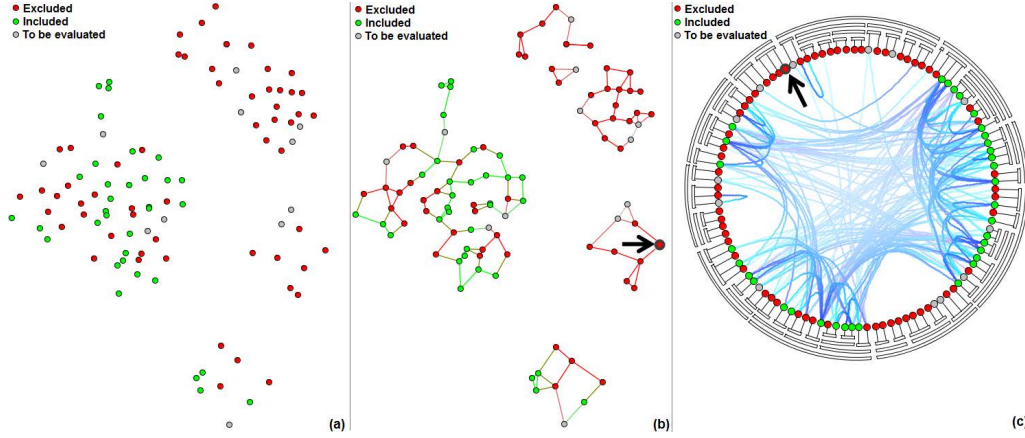 Excluded
Included
To be evaluated
(a)
Excluded
Included
To be evaluated
(b)
Excluded
Included
To be evaluated
(c)